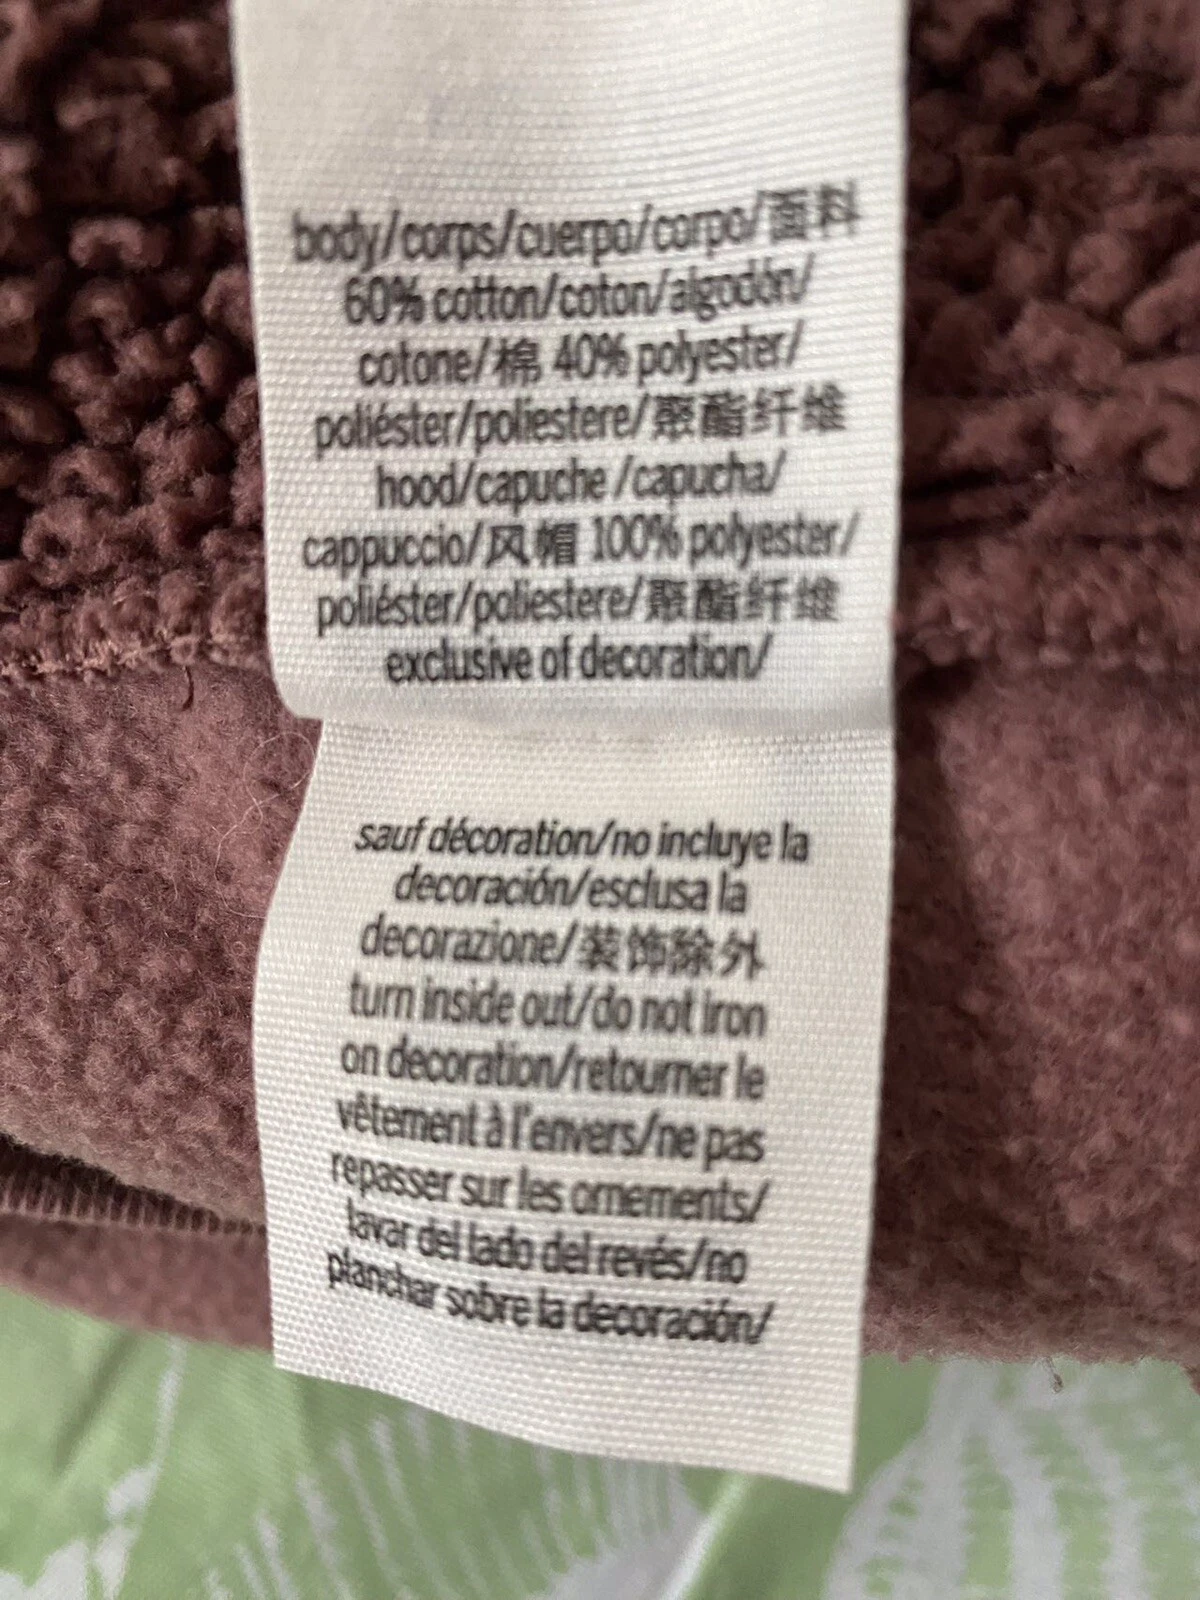 body/corps/cuerpo/corpo/面料
60% cotton/coton/algodón/
cotone/棉 40% polyester/
poliéster/poliestere/聚酯纤维
hood/capuche /capucha/
cappuccio/风帽 100% polyester/
poliéster/poliestere/聚酯纤维
exclusive of decoration/
sauf décoration/no incluye la
decoración/esclusa la
decorazione/装饰除外
turn inside out/do not iron
on decoration/retourner le
vêtement à l'envers/ne pas
repasser sur les ornements/
lavar del lado del revés/no
planchar sobre la decoración/